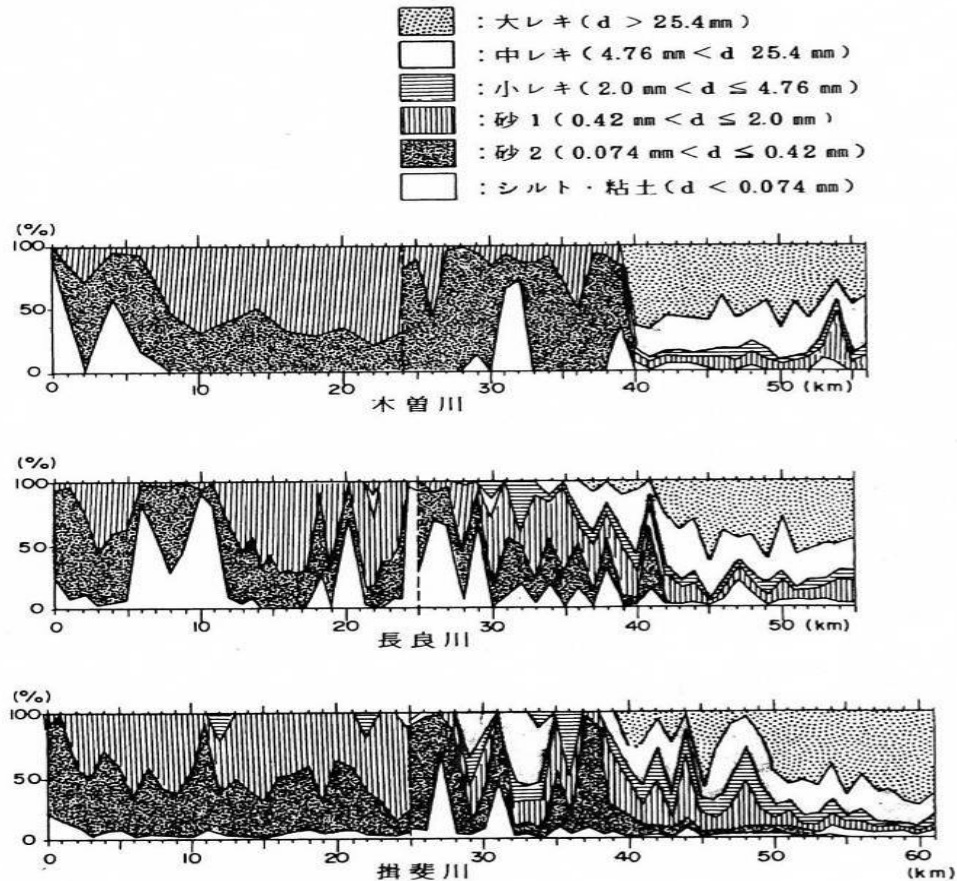 ：大レキ(d > 25.4 mm)
：中レキ(4.76 mm < d 25.4 mm)
：小レキ(2.0 mm < d ≤ 4.76 mm)
：砂1(0.42 mm < d ≤ 2.0 mm)
：砂2(0.074 mm < d ≤ 0.42 mm)
：シルト・粘土(d < 0.074 mm)
(%)
100
50
0
0 10 20 30 40 50 (km)
木曽川
(%)
100
50
0
0 10 20 30 40 50 (km)
長良川
(%)
100
50
0
0 10 20 30 40 50 60
(km)
揖斐川